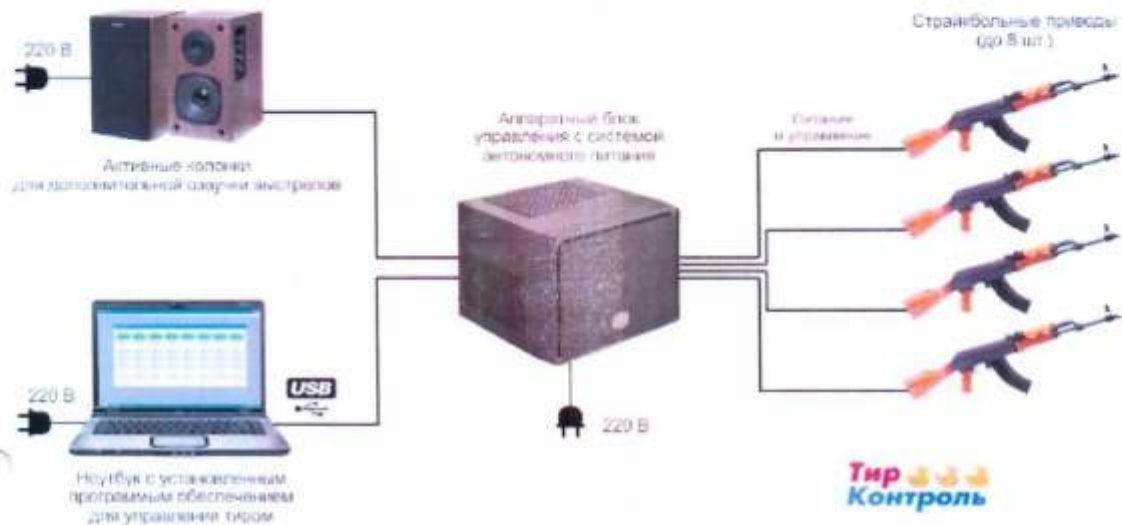 220 В
Активные колонки
для дополнительной озвучки выстрелов
Аппаратный блок
управления с системой
автономного питания
Страйкбольные приводы
(до 8 шт.)
Питание
и управление
220 В
USB
Ноутбук с установленным
программым обеспечением
для управления тиром
220 В
Тир
Контроль